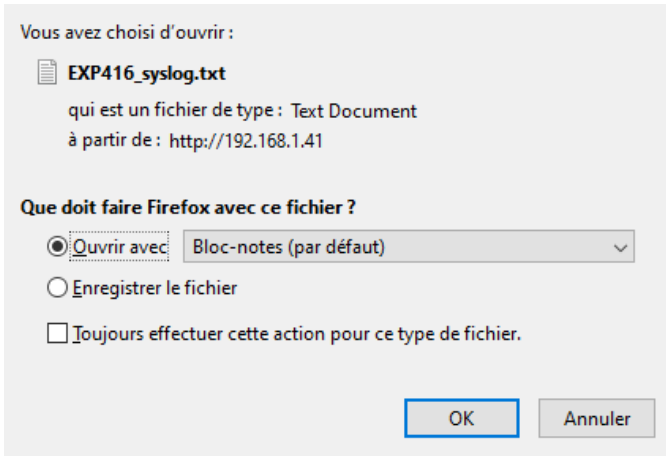 Vous avez choisi d'ouvrir :
EXP416_syslog.txt
qui est un fichier de type : Text Document
à partir de : http://192.168.1.41
Que doit faire Firefox avec ce fichier ?
Ouvrir avec Bloc-notes (par défaut)
Enregistrer le fichier
Toujours effectuer cette action pour ce type de fichier.
OK Annuler